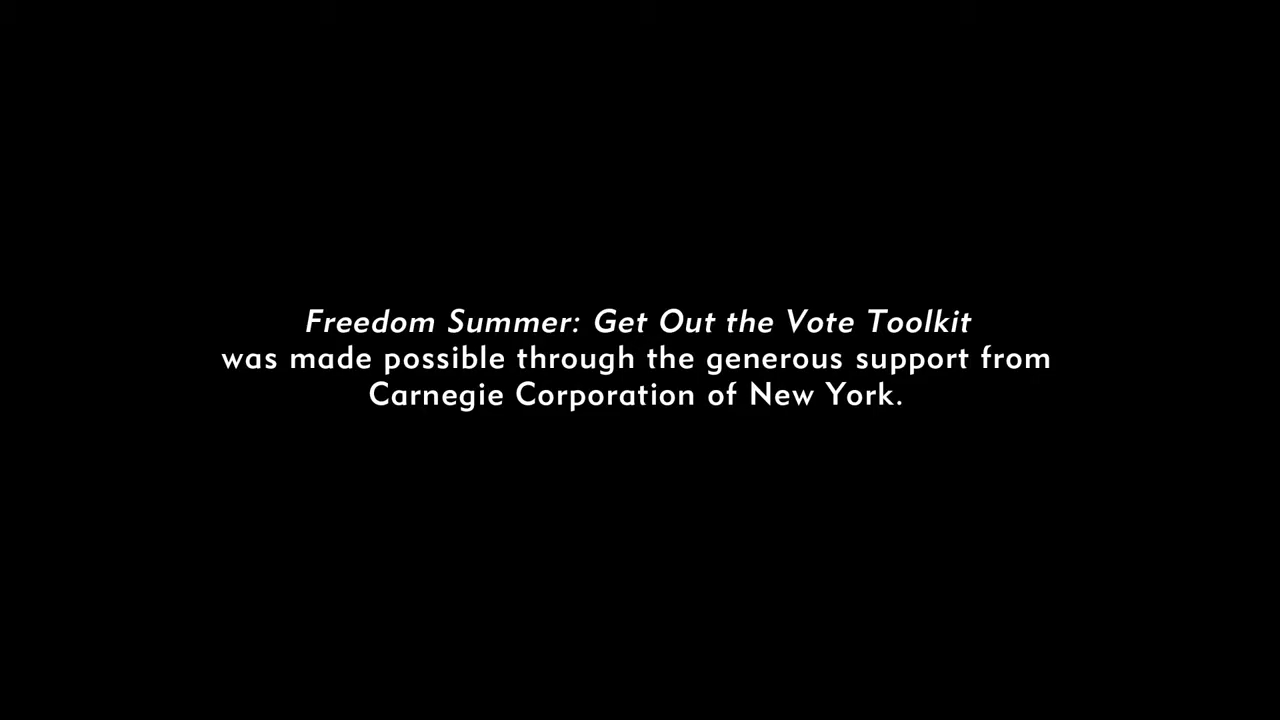 Freedom Summer: Get Out the Vote Toolkit
was made possible through the generous support from
Carnegie Corporation of New York.